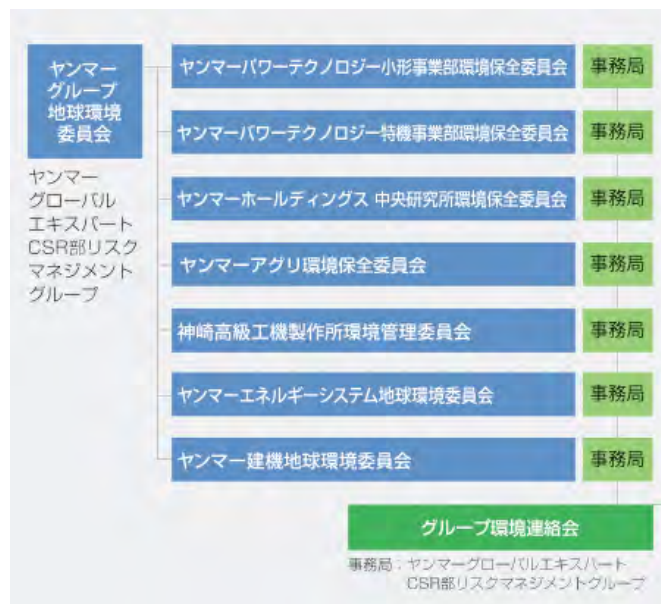 ヤンマー
グループ
地球環境
委員会
ヤンマー
グローバル
エキスパート
CSR部リスク
マネジメント
グループ
ヤンマーパワーテクノロジー小形事業部環境保全委員会 事務局
ヤンマーパワーテクノロジー特機事業部環境保全委員会 事務局
ヤンマーホールディングス 中央研究所環境保全委員会 事務局
ヤンマーアグリ環境保全委員会 事務局
神崎高級工機製作所環境管理委員会 事務局
ヤンマーエネルギーシステム地球環境委員会 事務局
ヤンマー建機地球環境委員会 事務局
グループ環境連絡会
事務局：ヤンマーグローバルエキスパート
CSR部リスクマネジメントグループ